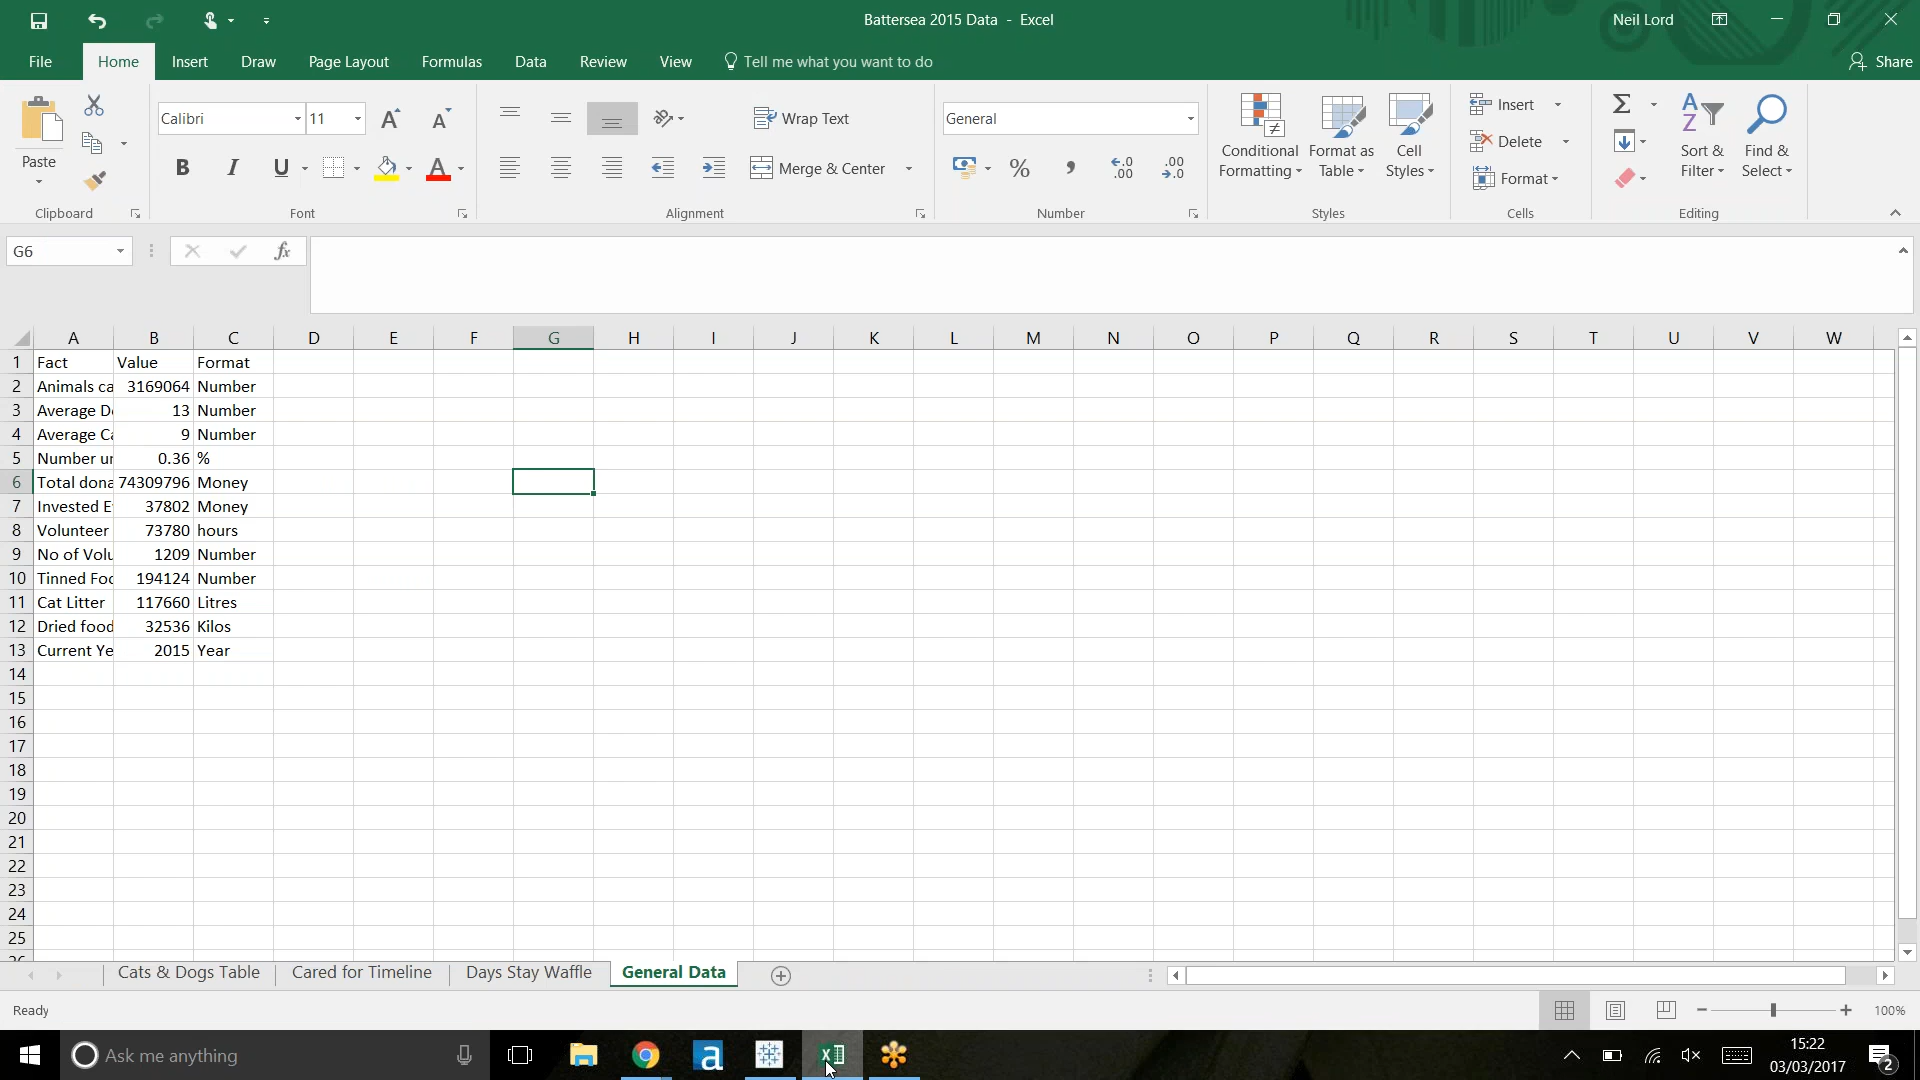 Battersea 2015 Data - Excel
Neil Lord
File Home Insert Draw Page Layout Formulas Data Review View Tell me what you want to do Share
Paste
Clipboard
Calibri 11
B I U A
Font
Wrap Text
Merge & Center
Alignment
General
% , .00 .00
Number
Conditional Formatting
Format as Table
Cell Styles
Styles
Insert
Delete
Format
Cells
Sort & Filter
Find & Select
Editing
G6 fx
A B C D E F G H I J K L M N O P Q R S T U V W
1 Fact Value Format
2 Animals ca 3169064 Number
3 Average D 13 Number
4 Average Ca 9 Number
5 Number ur 0.36 %
6 Total dona 74309796 Money
7 Invested E 37802 Money
8 Volunteer 73780 hours
9 No of Volu 1209 Number
10 Tinned Foo 194124 Number
11 Cat Litter 117660 Litres
12 Dried food 32536 Kilos
13 Current Ye 2015 Year
14
15
16
17
18
19
20
21
22
23
24
25
Cats & Dogs Table Cared for Timeline Days Stay Waffle General Data
Ready 100%
Ask me anything
15:22
03/03/2017
2